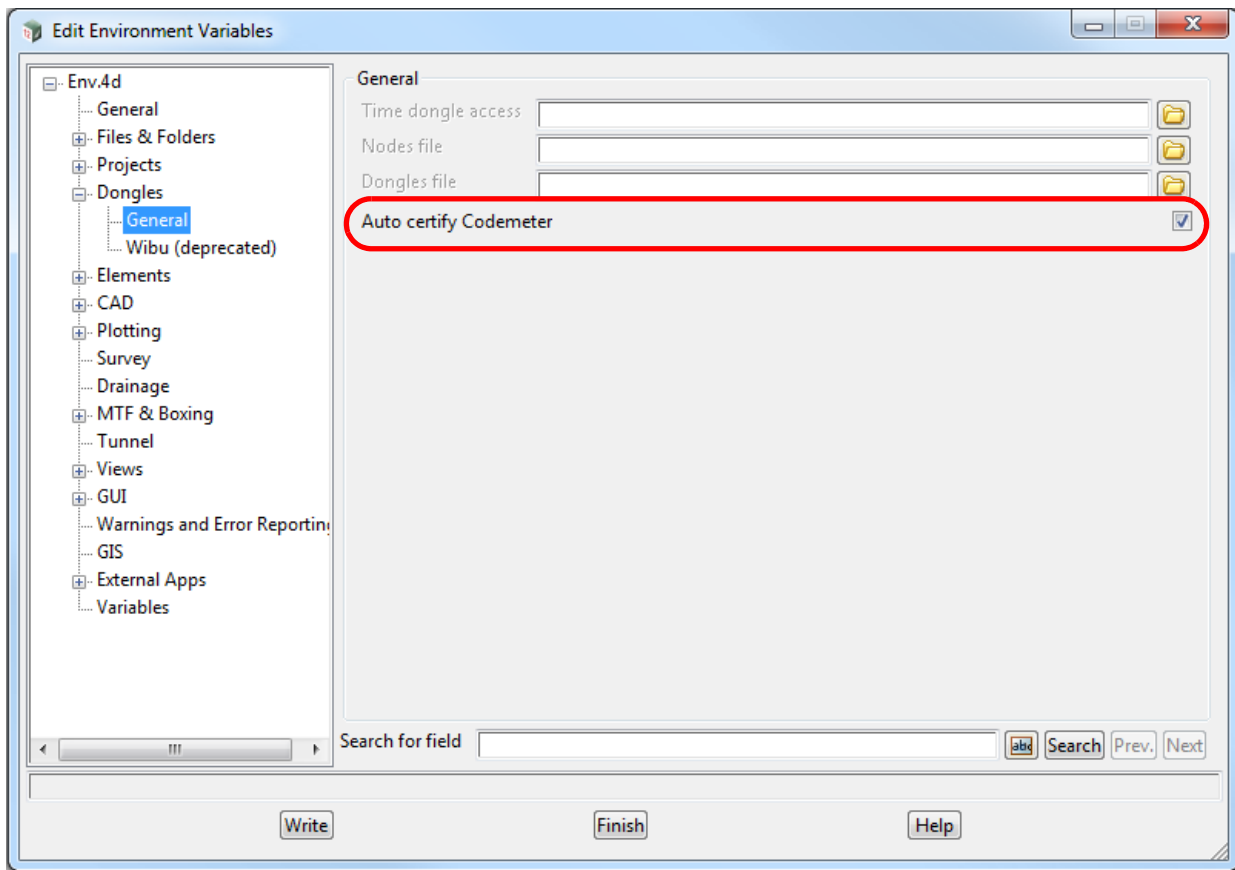 Edit Environment Variables
Env.4d
General
Files & Folders
Projects
Dongles
General
Wibu (deprecated)
Elements
CAD
Plotting
Survey
Drainage
MTF & Boxing
Tunnel
Views
GUI
Warnings and Error Reporting
GIS
External Apps
Variables
General
Time dongle access
Nodes file
Dongles file
Auto certify Codemeter
Search for field
abc Search Prev. Next
Write Finish Help